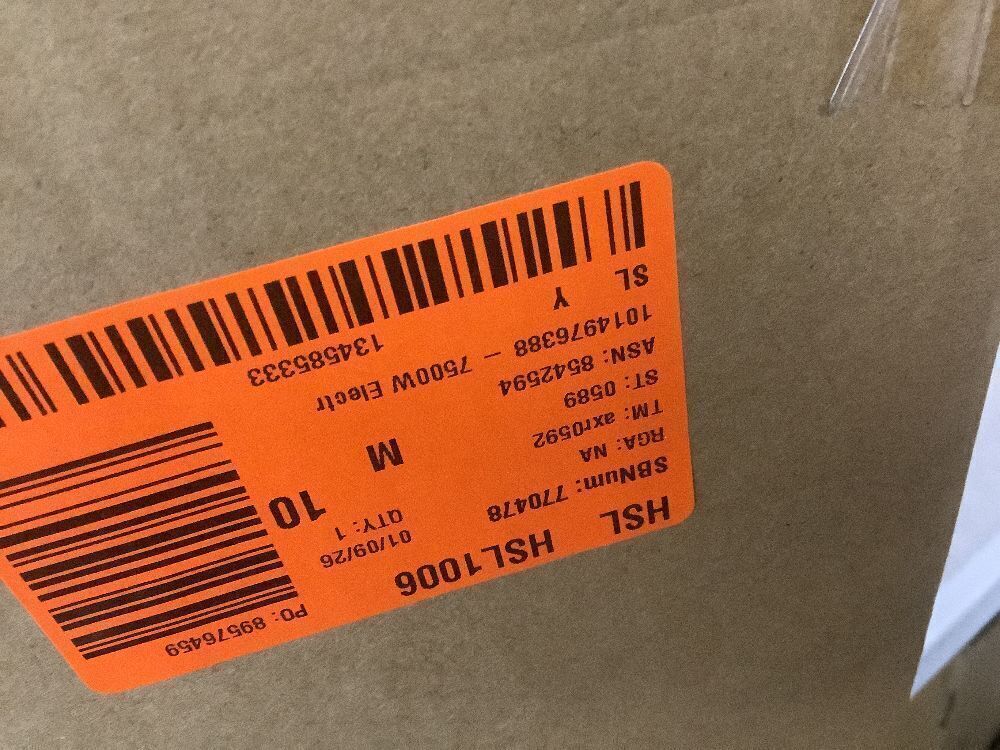 HSL HSL1006
SBNum: 770478 01/09/26 PO: 89576459
RGA: NA QTY: 1
TM: axr0592 10
ST: 0589 M
ASN: 8542594
1014976388 – 7500W Electr
Y
SL 134585333